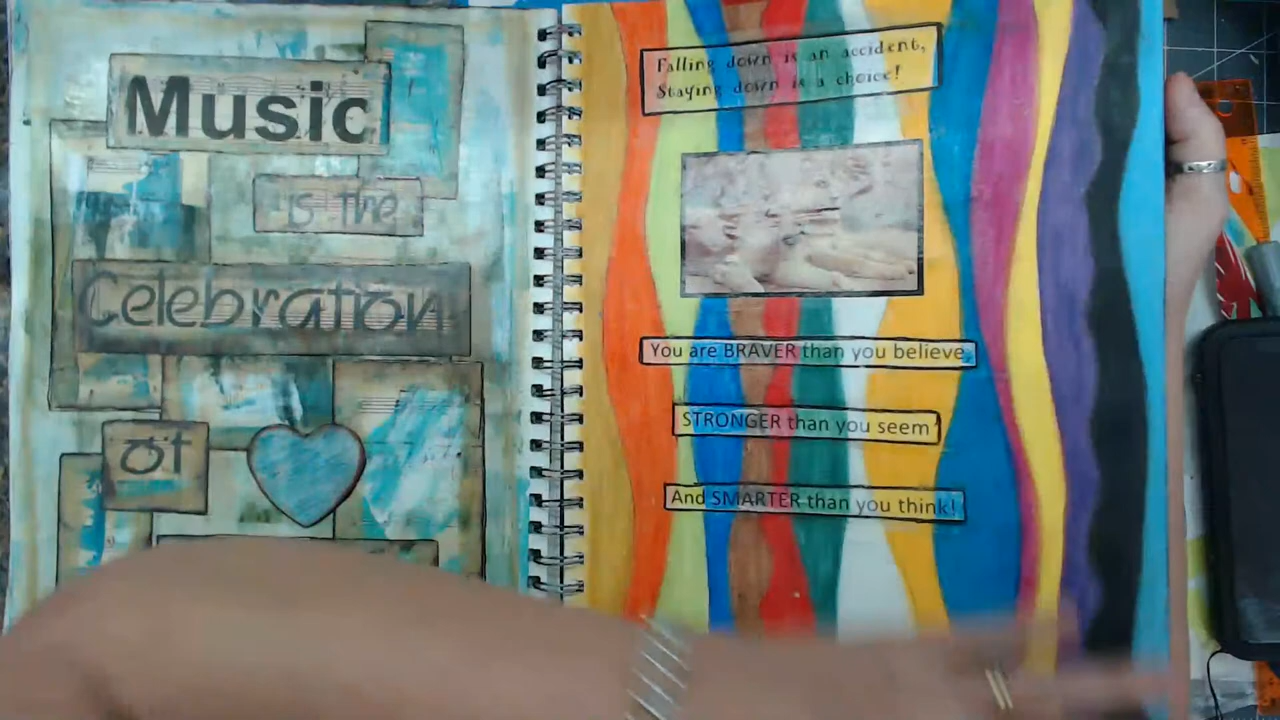 Music
is the
Celebration
of
Falling down is an accident,
Staying down is a choice!
You are BRAVER than you believe,
STRONGER than you seem
And SMARTER than you think!